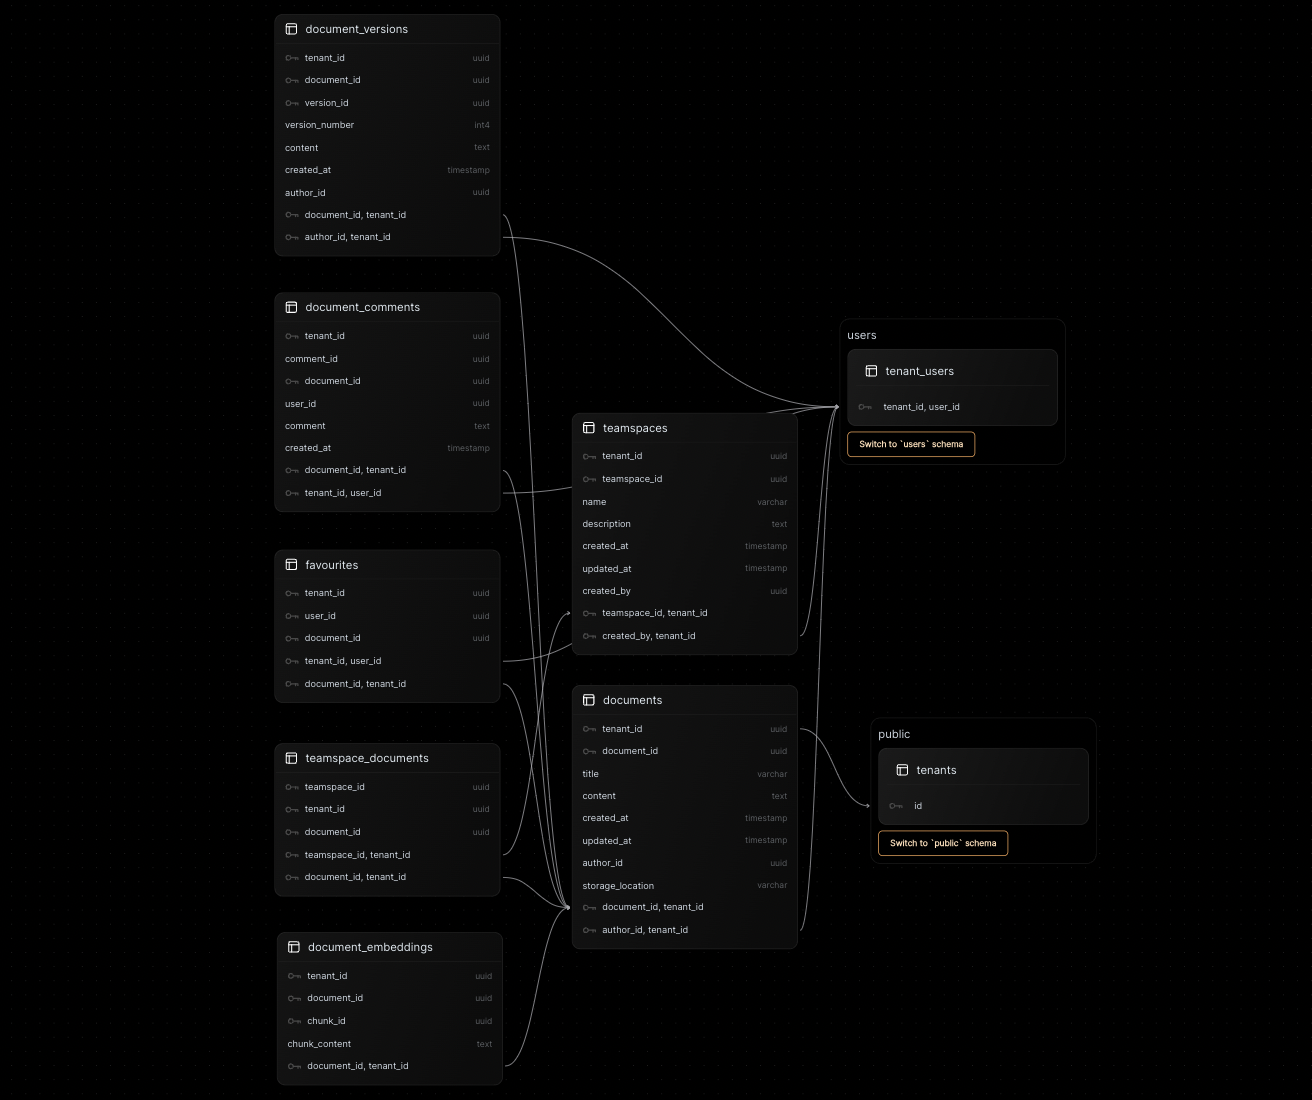 document_versions
tenant_id uuid
document_id uuid
version_id uuid
version_number int4
content text
created_at timestamp
author_id uuid
document_id, tenant_id
author_id, tenant_id
document_comments
tenant_id uuid
comment_id uuid
document_id uuid
user_id uuid
comment text
created_at timestamp
document_id, tenant_id
tenant_id, user_id
favourites
tenant_id uuid
user_id uuid
document_id uuid
tenant_id, user_id
document_id, tenant_id
teamspace_documents
teamspace_id uuid
tenant_id uuid
document_id uuid
teamspace_id, tenant_id
document_id, tenant_id
document_embeddings
tenant_id uuid
document_id uuid
chunk_id uuid
chunk_content text
document_id, tenant_id
teamspaces
tenant_id uuid
teamspace_id uuid
name varchar
description text
created_at timestamp
updated_at timestamp
created_by uuid
teamspace_id, tenant_id
created_by, tenant_id
documents
tenant_id uuid
document_id uuid
title varchar
content text
created_at timestamp
updated_at timestamp
author_id uuid
storage_location varchar
document_id, tenant_id
author_id, tenant_id
users
tenant_users
tenant_id, user_id
Switch to `users` schema
public
tenants
id
Switch to `public` schema